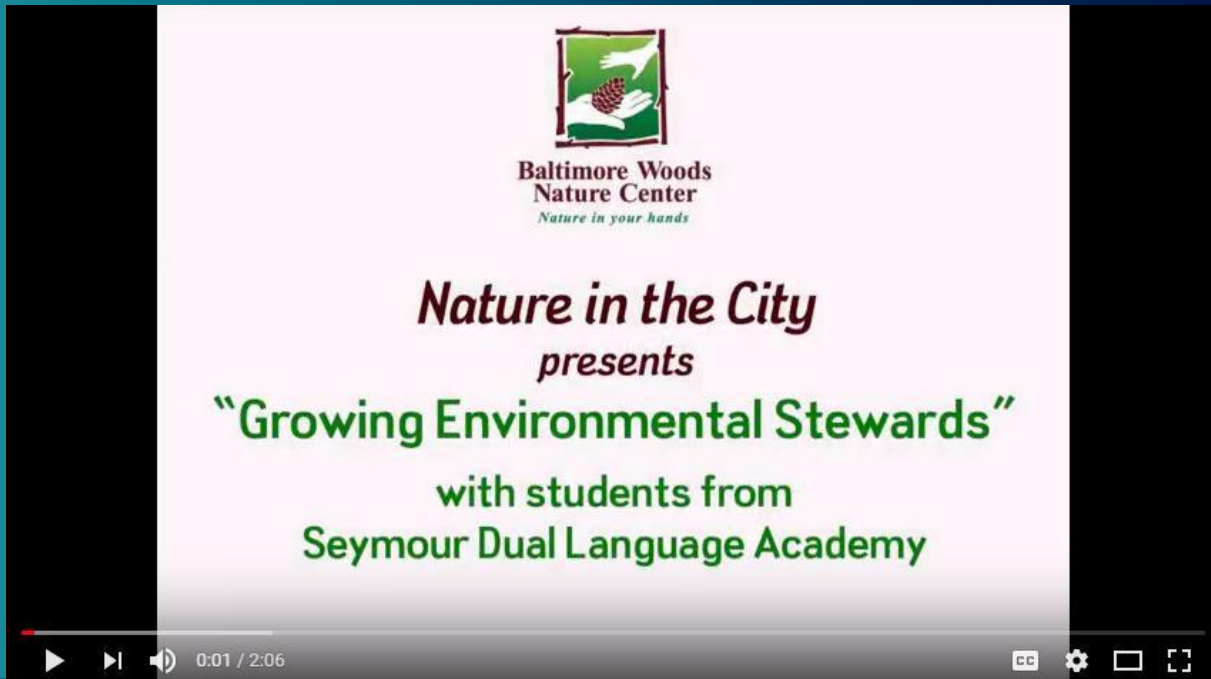 Baltimore Woods
Nature Center
Nature in your hands
Nature in the City
presents
“Growing Environmental Stewards”
with students from
Seymour Dual Language Academy
0:01 / 2:06
CC